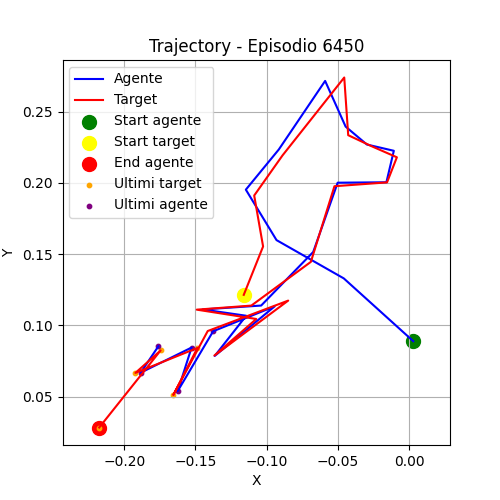 Trajectory - Episodio 6450
Agente
Target
Start agente
Start target
End agente
Ultimi target
Ultimi agente
Y
0.25
0.20
0.15
0.10
0.05
−0.20
−0.15
−0.10
−0.05
0.00
X